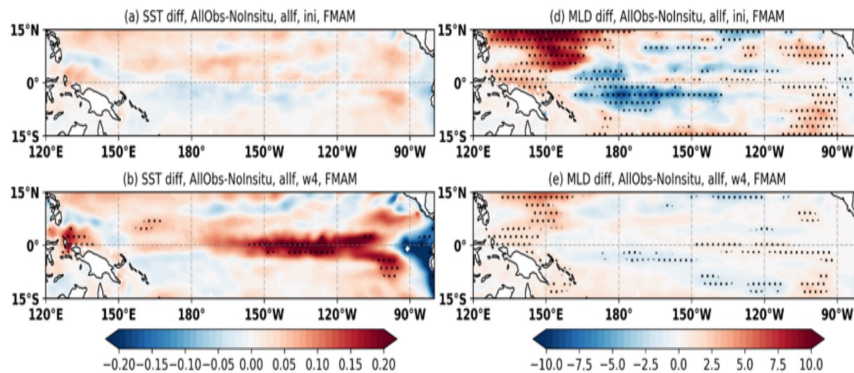 (a) SST diff, AllObs-NoInsitu, allf, ini, FMAM
15°N
0°
15°S
120°E 150°E 180° 150°W 120°W 90°W
(d) MLD diff, AllObs-NoInsitu, allf, ini, FMAM
15°N
0°
15°S
120°E 150°E 180° 150°W 120°W 90°W
(b) SST diff, AllObs-NoInsitu, allf, w4, FMAM
15°N
0°
15°S
120°E 150°E 180° 150°W 120°W 90°W
(e) MLD diff, AllObs-NoInsitu, allf, w4, FMAM
15°N
0°
15°S
120°E 150°E 180° 150°W 120°W 90°W
−0.20 −0.15 −0.10 −0.05 0.00 0.05 0.10 0.15 0.20
−10.0 −7.5 −5.0 −2.5 0.0 2.5 5.0 7.5 10.0